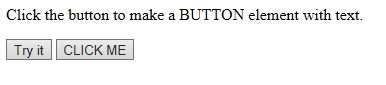 Click the button to make a BUTTON element with text.
Try it CLICK ME